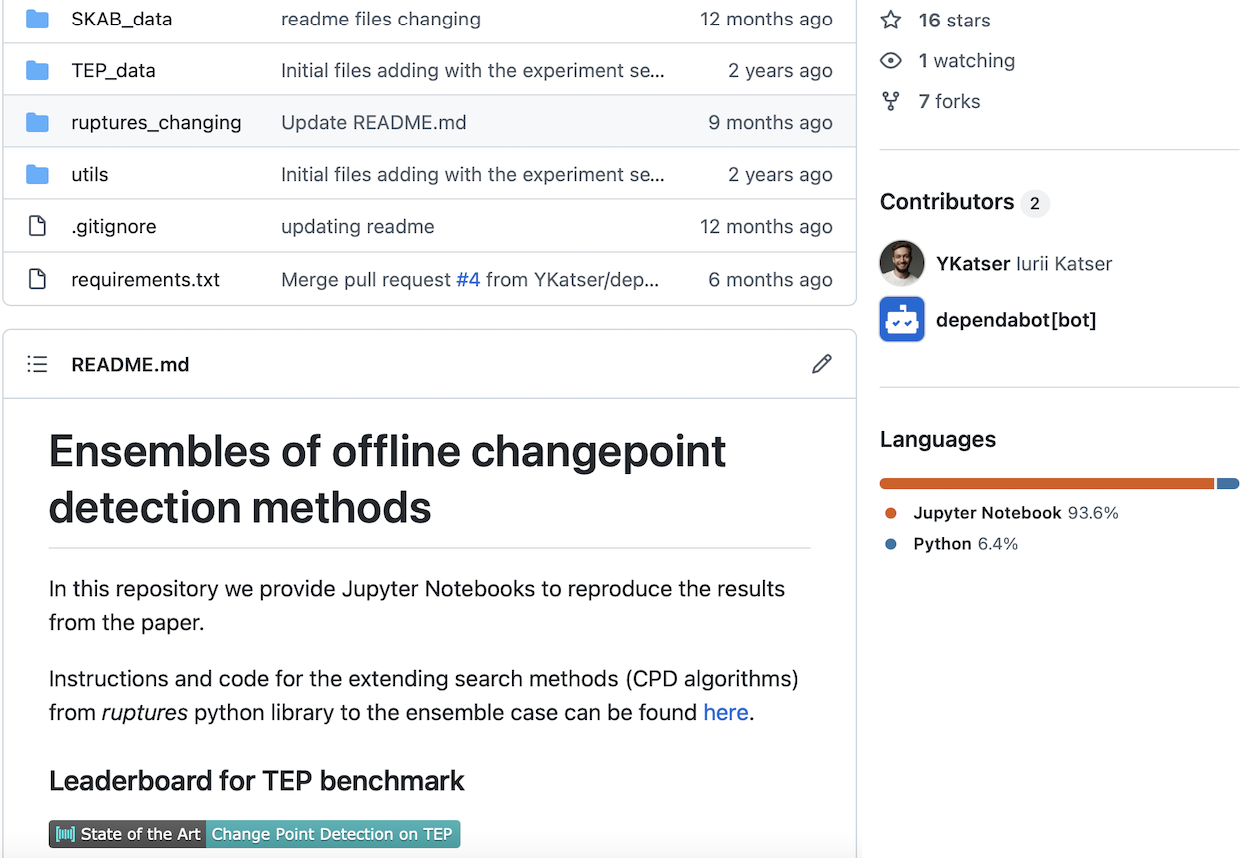 SKAB_data readme files changing 12 months ago
TEP_data Initial files adding with the experiment se... 2 years ago
ruptures_changing Update README.md 9 months ago
utils Initial files adding with the experiment se... 2 years ago
.gitignore updating readme 12 months ago
requirements.txt Merge pull request #4 from YKatser/dep... 6 months ago
README.md
Ensembles of offline changepoint
detection methods
In this repository we provide Jupyter Notebooks to reproduce the results
from the paper.
Instructions and code for the extending search methods (CPD algorithms)
from ruptures python library to the ensemble case can be found here.
Leaderboard for TEP benchmark
State of the Art Change Point Detection on TEP
16 stars
1 watching
7 forks
Contributors 2
YKatser Iurii Katser
dependabot[bot]
Languages
Jupyter Notebook 93.6%
Python 6.4%